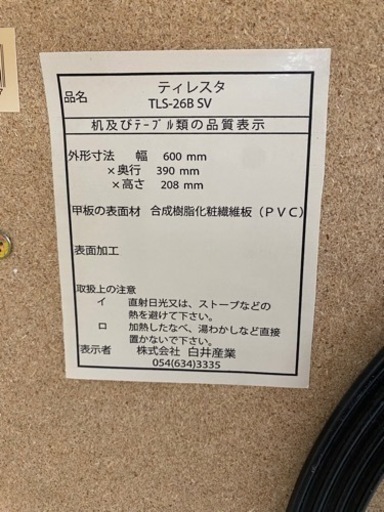 ティレスタ
品名 TLS-26B SV
机及びﾃｰﾌﾞﾙ類の品質表示
外形寸法 幅 600 mm
×奥行 390 mm
×高さ 208 mm
甲板の表面材 合成樹脂化粧繊維板（ＰＶＣ）
表面加工
取扱上の注意
イ 直射日光又は、ストーブなどの
熱を避けて下さい。
ロ 加熱したなべ、湯わかしなど直接
置かないで下さい。
表示者 株式会社 白井産業
054(634)3335